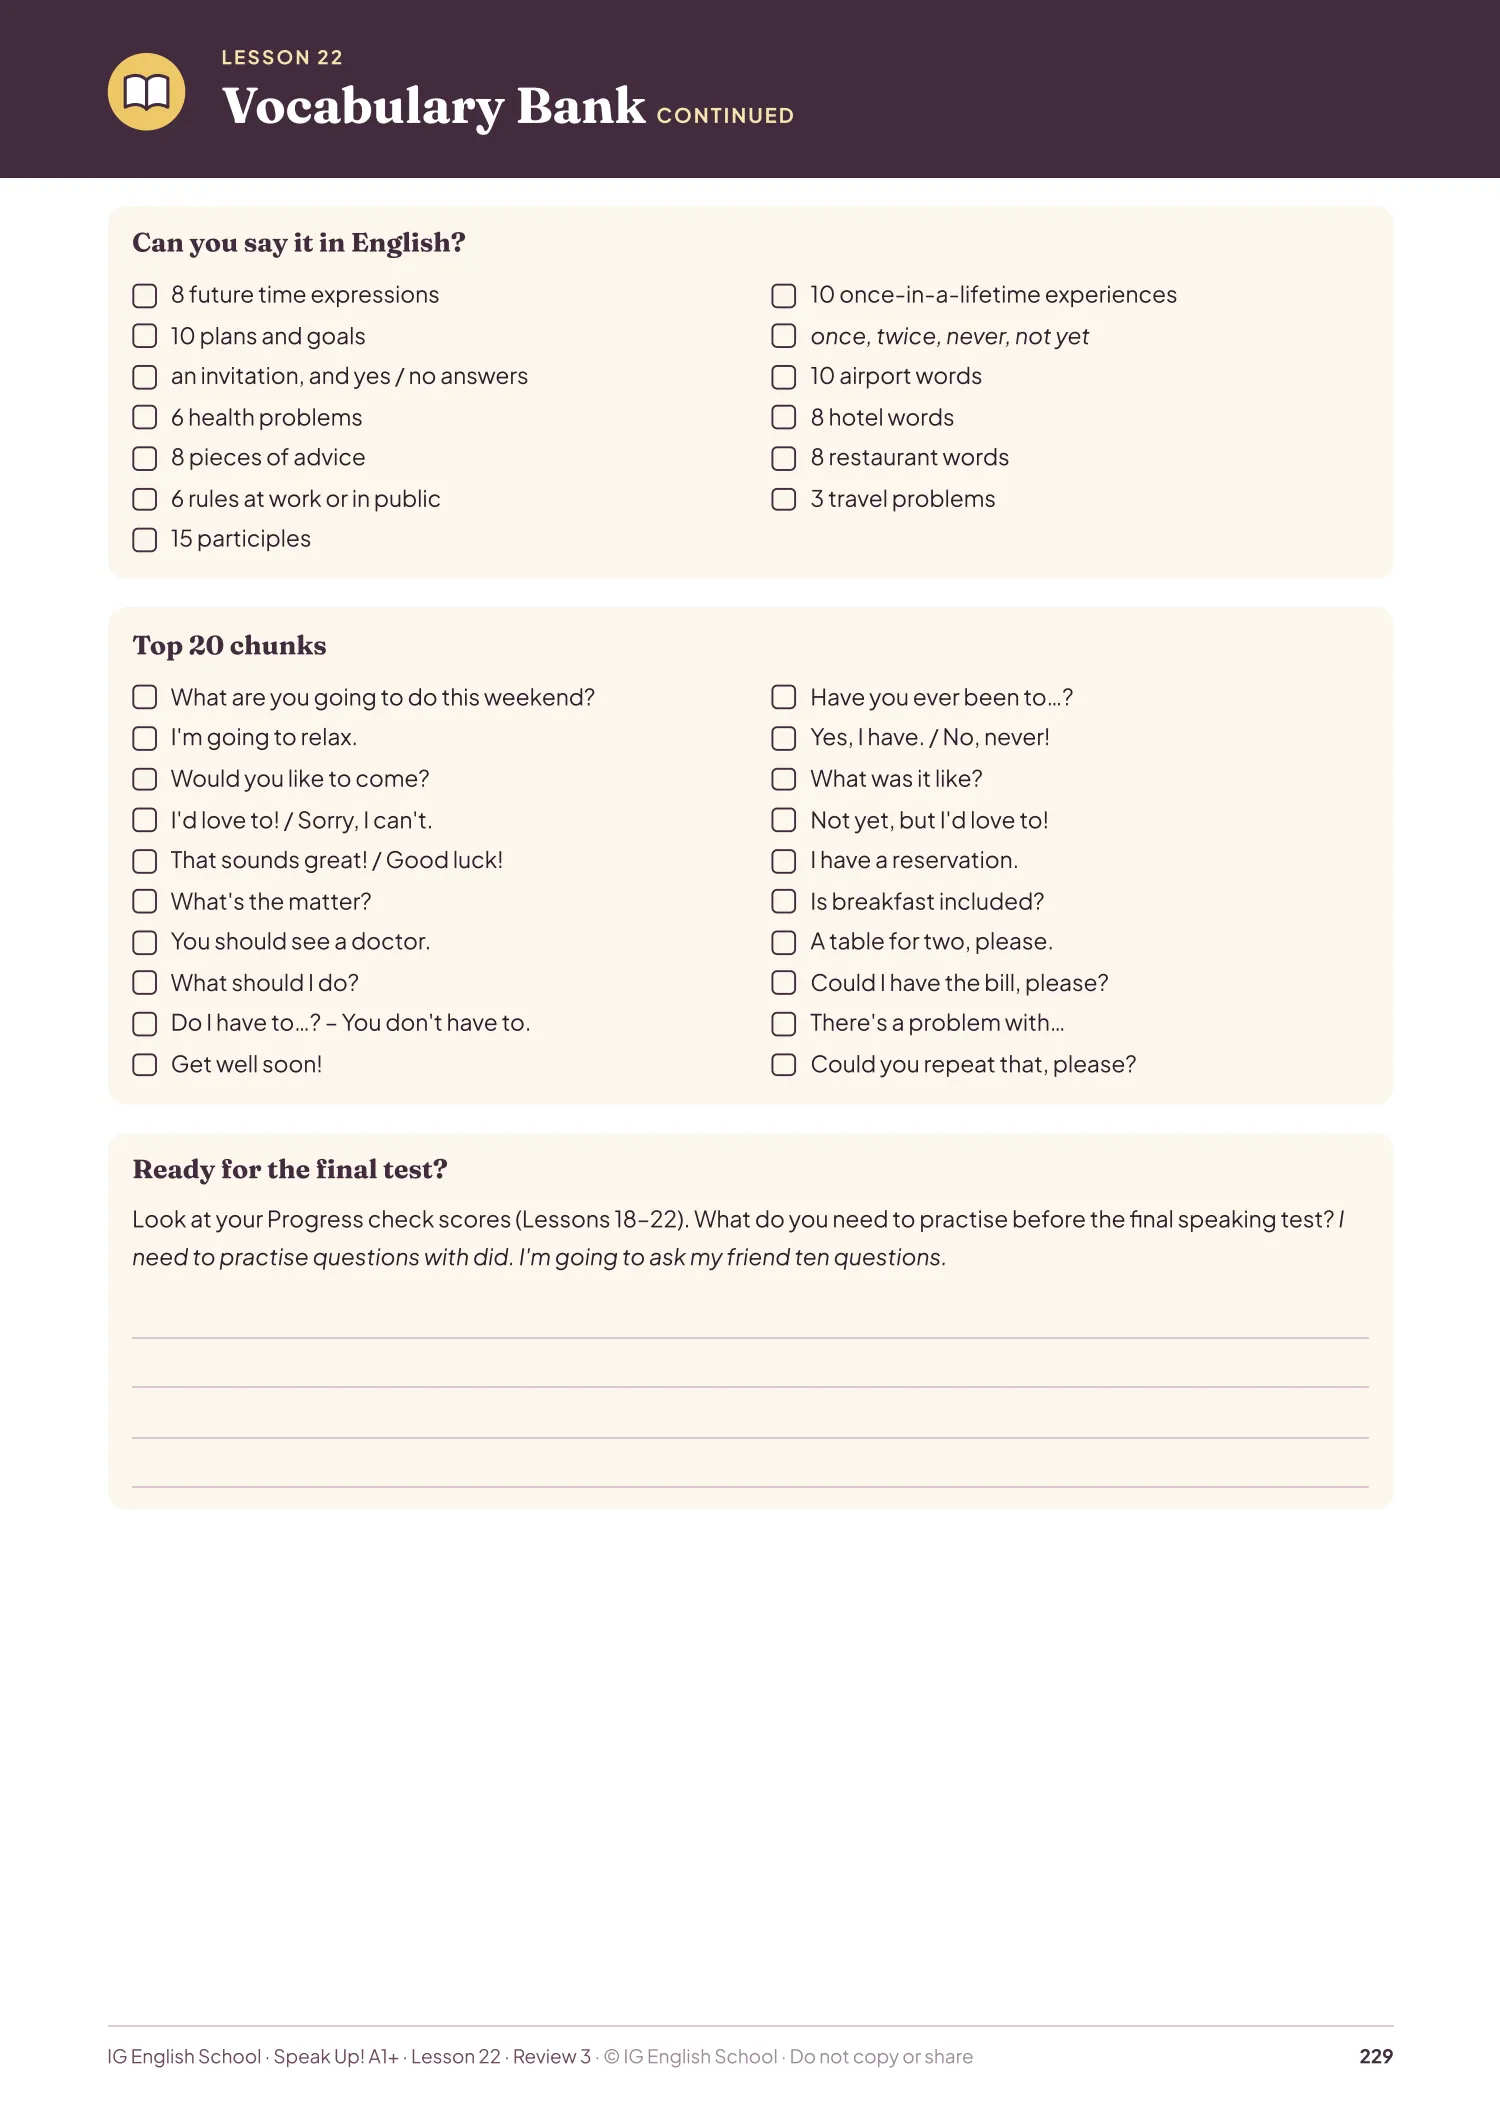 LESSON 22
Vocabulary Bank CONTINUED
Can you say it in English?
8 future time expressions
10 plans and goals
an invitation, and yes / no answers
6 health problems
8 pieces of advice
6 rules at work or in public
15 participles
10 once-in-a-lifetime experiences
once, twice, never, not yet
10 airport words
8 hotel words
8 restaurant words
3 travel problems
Top 20 chunks
What are you going to do this weekend?
I'm going to relax.
Would you like to come?
I'd love to! / Sorry, I can't.
That sounds great! / Good luck!
What's the matter?
You should see a doctor.
What should I do?
Do I have to…? – You don't have to.
Get well soon!
Have you ever been to…?
Yes, I have. / No, never!
What was it like?
Not yet, but I'd love to!
I have a reservation.
Is breakfast included?
A table for two, please.
Could I have the bill, please?
There's a problem with…
Could you repeat that, please?
Ready for the final test?
Look at your Progress check scores (Lessons 18–22). What do you need to practise before the final speaking test? I
need to practise questions with did. I'm going to ask my friend ten questions.
IG English School · Speak Up! A1+ · Lesson 22 · Review 3 · © IG English School · Do not copy or share
229